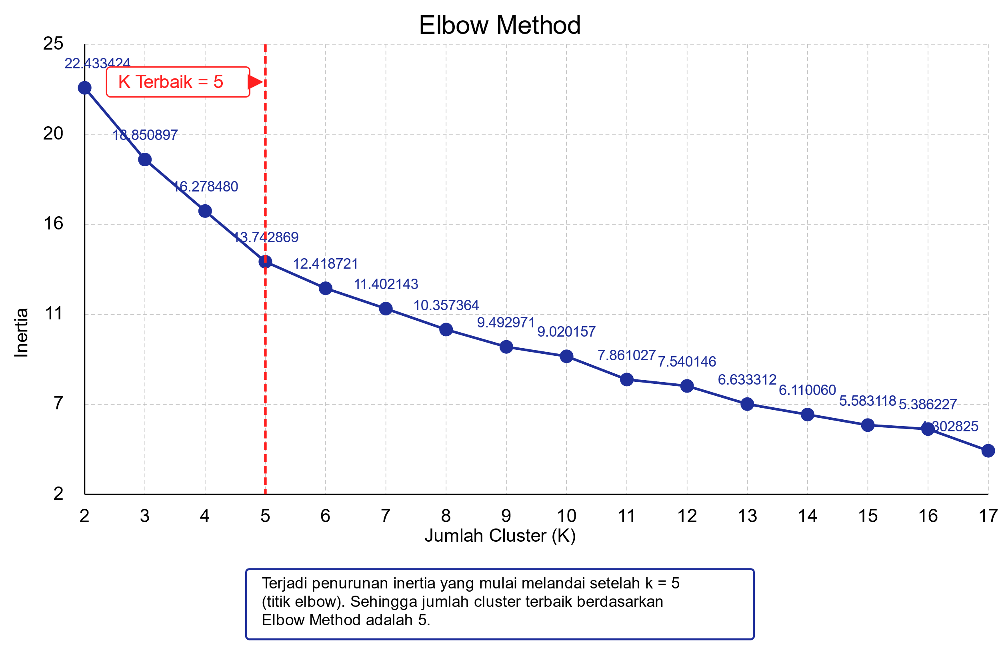 Elbow Method
25
22.433424
K Terbaik = 5
20
18.850897
16.278480
16
13.742869
12.418721
11.402143
11
10.357364
9.492971
9.020157
7.861027
7.540146
6.633312
6.110060
7
5.583118
5.386227
4.302825
Inertia
2
2 3 4 5 6 7 8 9 10 11 12 13 14 15 16 17
Jumlah Cluster (K)
Terjadi penurunan inertia yang mulai melandai setelah k = 5
(titik elbow). Sehingga jumlah cluster terbaik berdasarkan
Elbow Method adalah 5.